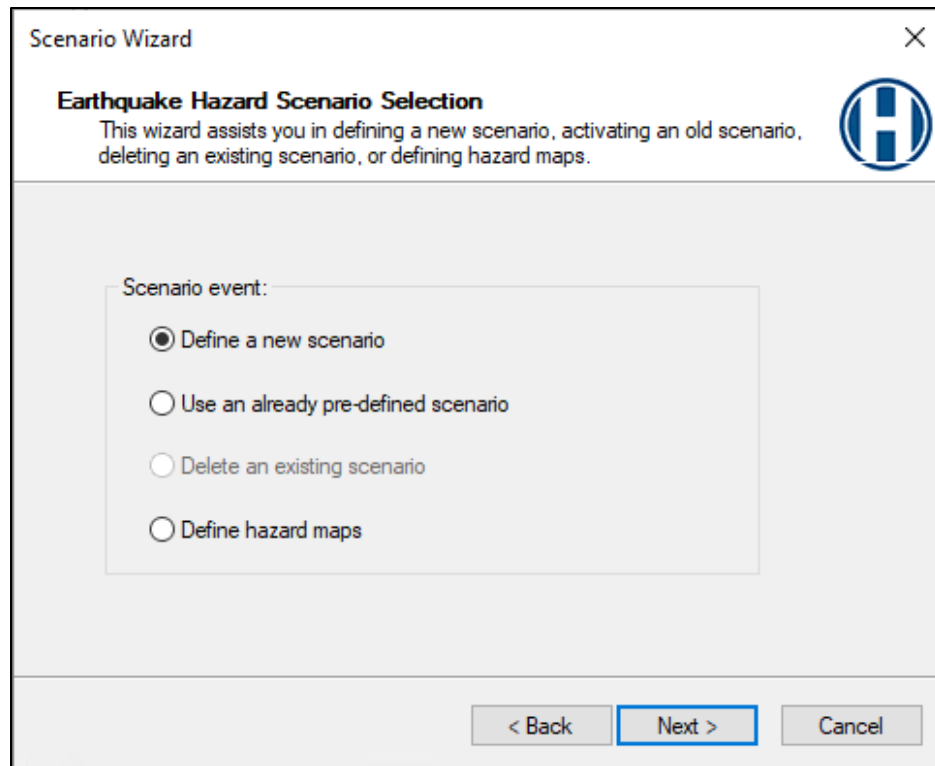 Scenario Wizard
Earthquake Hazard Scenario Selection
This wizard assists you in defining a new scenario, activating an old scenario,
deleting an existing scenario, or defining hazard maps.
Scenario event:
Define a new scenario
Use an already pre-defined scenario
Delete an existing scenario
Define hazard maps
< Back
Next >
Cancel